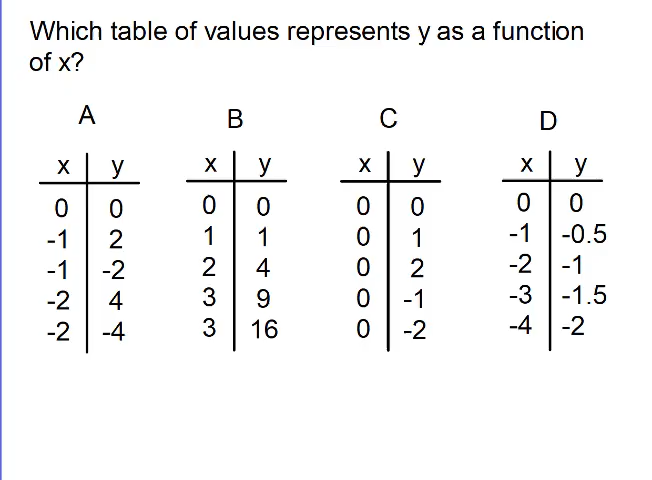 Which table of values represents y as a function
of x?
A B C D
x y x y x y x y
0 0 0 0 0 0 0 0
-1 2 1 1 0 1 -1 -0.5
-1 -2 2 4 0 2 -2 -1
-2 4 3 9 0 -1 -3 -1.5
-2 -4 3 16 0 -2 -4 -2